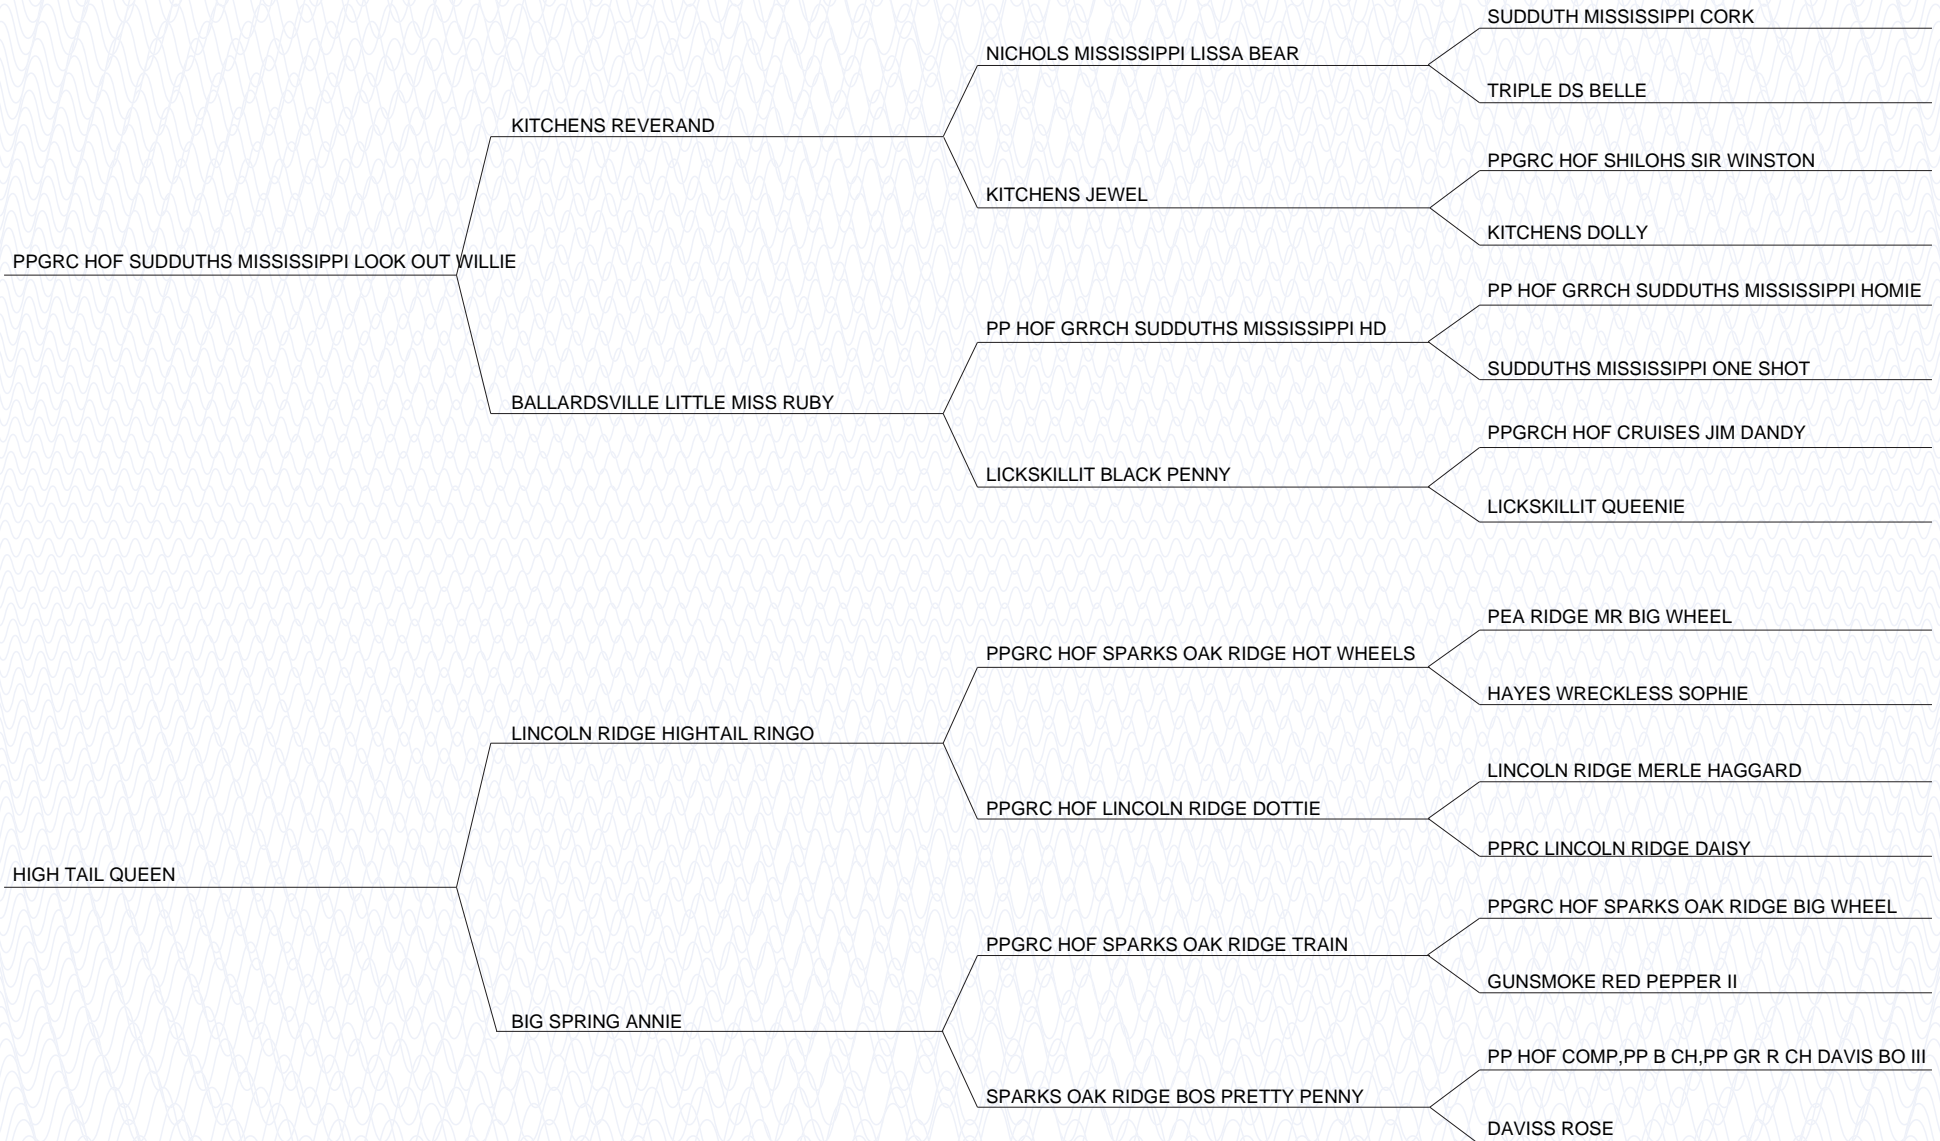 SUDDUTH MISSISSIPPI CORK
NICHOLS MISSISSIPPI LISSA BEAR
TRIPLE DS BELLE
KITCHENS REVERAND
PPGRC HOF SHILOHS SIR WINSTON
KITCHENS JEWEL
KITCHENS DOLLY
PPGRC HOF SUDDUTHS MISSISSIPPI LOOK OUT WILLIE
PP HOF GRRCH SUDDUTHS MISSISSIPPI HOMIE
PP HOF GRRCH SUDDUTHS MISSISSIPPI HD
SUDDUTHS MISSISSIPPI ONE SHOT
BALLARDSVILLE LITTLE MISS RUBY
PPGRCH HOF CRUISES JIM DANDY
LICKSKILLIT BLACK PENNY
LICKSKILLIT QUEENIE
PEA RIDGE MR BIG WHEEL
PPGRC HOF SPARKS OAK RIDGE HOT WHEELS
HAYES WRECKLESS SOPHIE
LINCOLN RIDGE HIGHTAIL RINGO
LINCOLN RIDGE MERLE HAGGARD
PPGRC HOF LINCOLN RIDGE DOTTIE
PPRC LINCOLN RIDGE DAISY
HIGH TAIL QUEEN
PPGRC HOF SPARKS OAK RIDGE BIG WHEEL
PPGRC HOF SPARKS OAK RIDGE TRAIN
GUNSMOKE RED PEPPER II
BIG SPRING ANNIE
PP HOF COMP,PP B CH,PP GR R CH DAVIS BO III
SPARKS OAK RIDGE BOS PRETTY PENNY
DAVISS ROSE